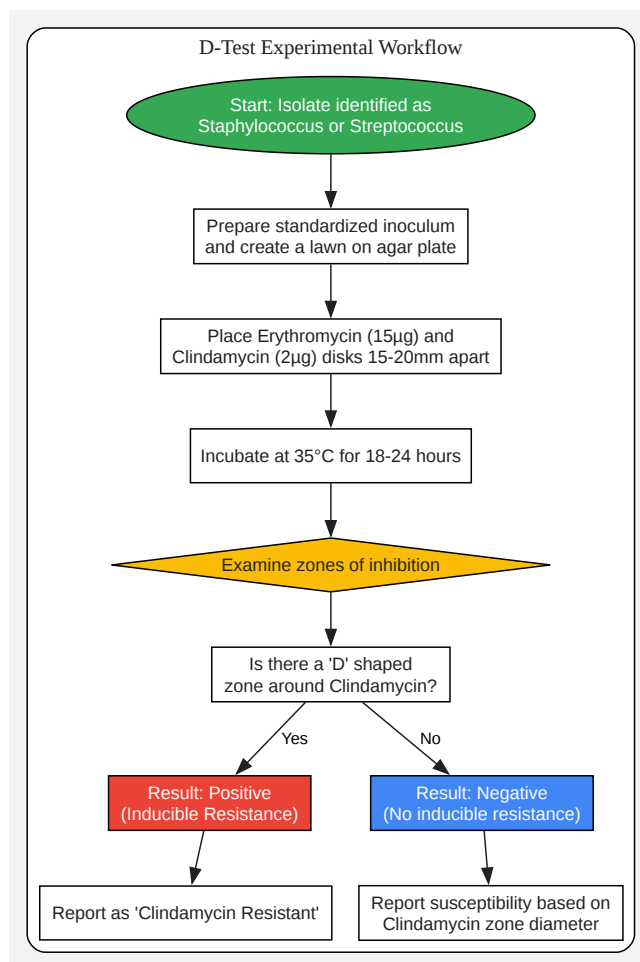 D-Test Experimental Workflow
Start: Isolate identified as
Staphylococcus or Streptococcus
Prepare standardized inoculum
and create a lawn on agar plate
Place Erythromycin (15µg) and
Clindamycin (2µg) disks 15-20mm apart
Incubate at 35°C for 18-24 hours
Examine zones of inhibition
Is there a 'D' shaped
zone around Clindamycin?
Yes
No
Result: Positive
(Inducible Resistance)
Result: Negative
(No inducible resistance)
Report as 'Clindamycin Resistant'
Report susceptibility based on
Clindamycin zone diameter